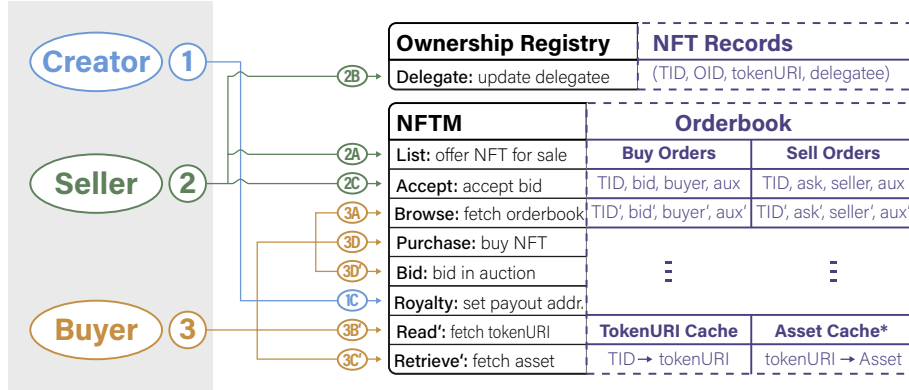 Creator 1
Seller 2
Buyer 3
Ownership Registry NFT Records
2B Delegate: update delegatee (TID, OID, tokenURI, delegatee)
NFTM Orderbook
2A List: offer NFT for sale Buy Orders Sell Orders
2C Accept: accept bid TID, bid, buyer, aux TID, ask, seller, aux
3A Browse: fetch orderbook TID', bid', buyer', aux' TID', ask', seller', aux'
3D Purchase: buy NFT
3D' Bid: bid in auction
1C Royalty: set payout addr.
3B' Read': fetch tokenURI TokenURI Cache Asset Cache*
3C' Retrieve': fetch asset TID → tokenURI tokenURI → Asset